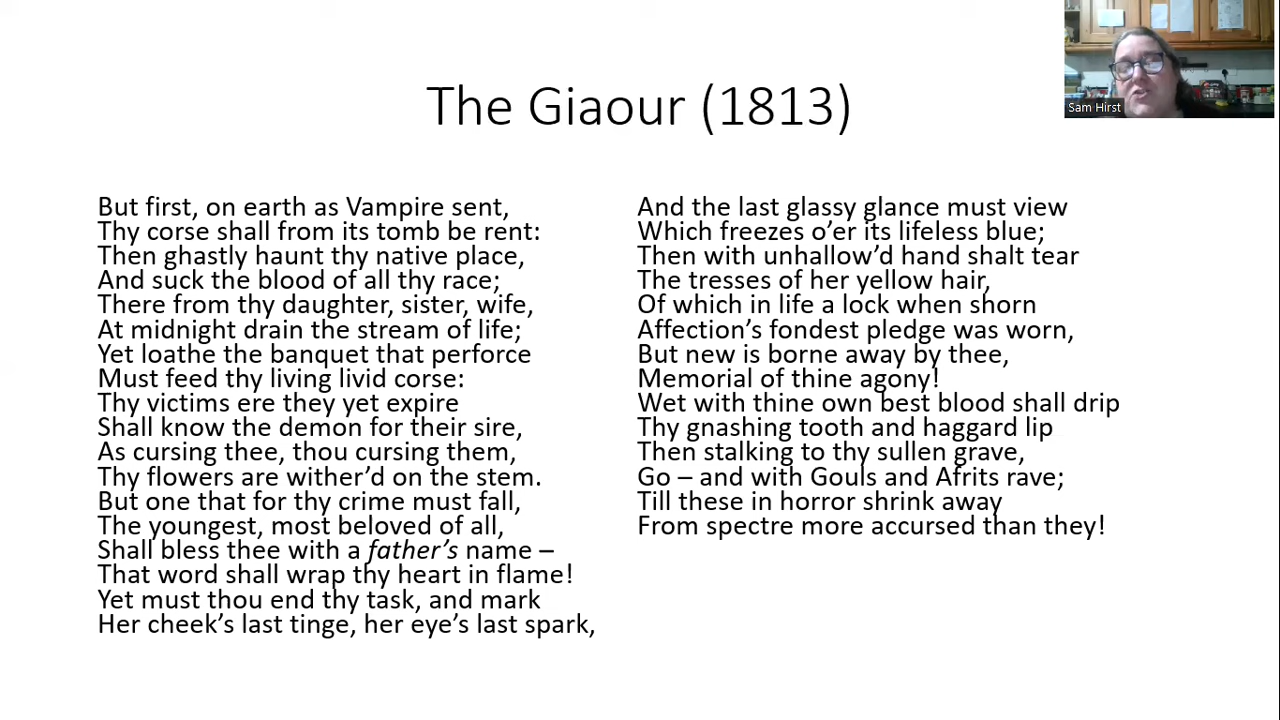 The Giaour (1813)
Sam Hirst
But first, on earth as Vampire sent,
Thy corse shall from its tomb be rent:
Then ghastly haunt thy native place,
And suck the blood of all thy race;
There from thy daughter, sister, wife,
At midnight drain the stream of life;
Yet loathe the banquet that perforce
Must feed thy living livid corse:
Thy victims ere they yet expire
Shall know the demon for their sire,
As cursing thee, thou cursing them,
Thy flowers are wither’d on the stem.
But one that for thy crime must fall,
The youngest, most beloved of all,
Shall bless thee with a father’s name –
That word shall wrap thy heart in flame!
Yet must thou end thy task, and mark
Her cheek’s last tinge, her eye’s last spark,
And the last glassy glance must view
Which freezes o’er its lifeless blue;
Then with unhallow’d hand shalt tear
The tresses of her yellow hair,
Of which in life a lock when shorn
Affection’s fondest pledge was worn,
But new is borne away by thee,
Memorial of thine agony!
Wet with thine own best blood shall drip
Thy gnashing tooth and haggard lip
Then stalking to thy sullen grave,
Go – and with Gouls and Afrits rave;
Till these in horror shrink away
From spectre more accursed than they!